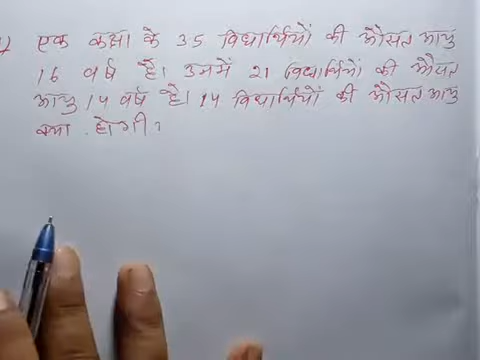 एक कक्षा के 35 विधार्थियों की औसत आयु
16 वर्ष है। उनमें 21 विधार्थियों की औसत
आयु 14 वर्ष है। 14 विधार्थियों की औसत आयु
क्या होगी ?